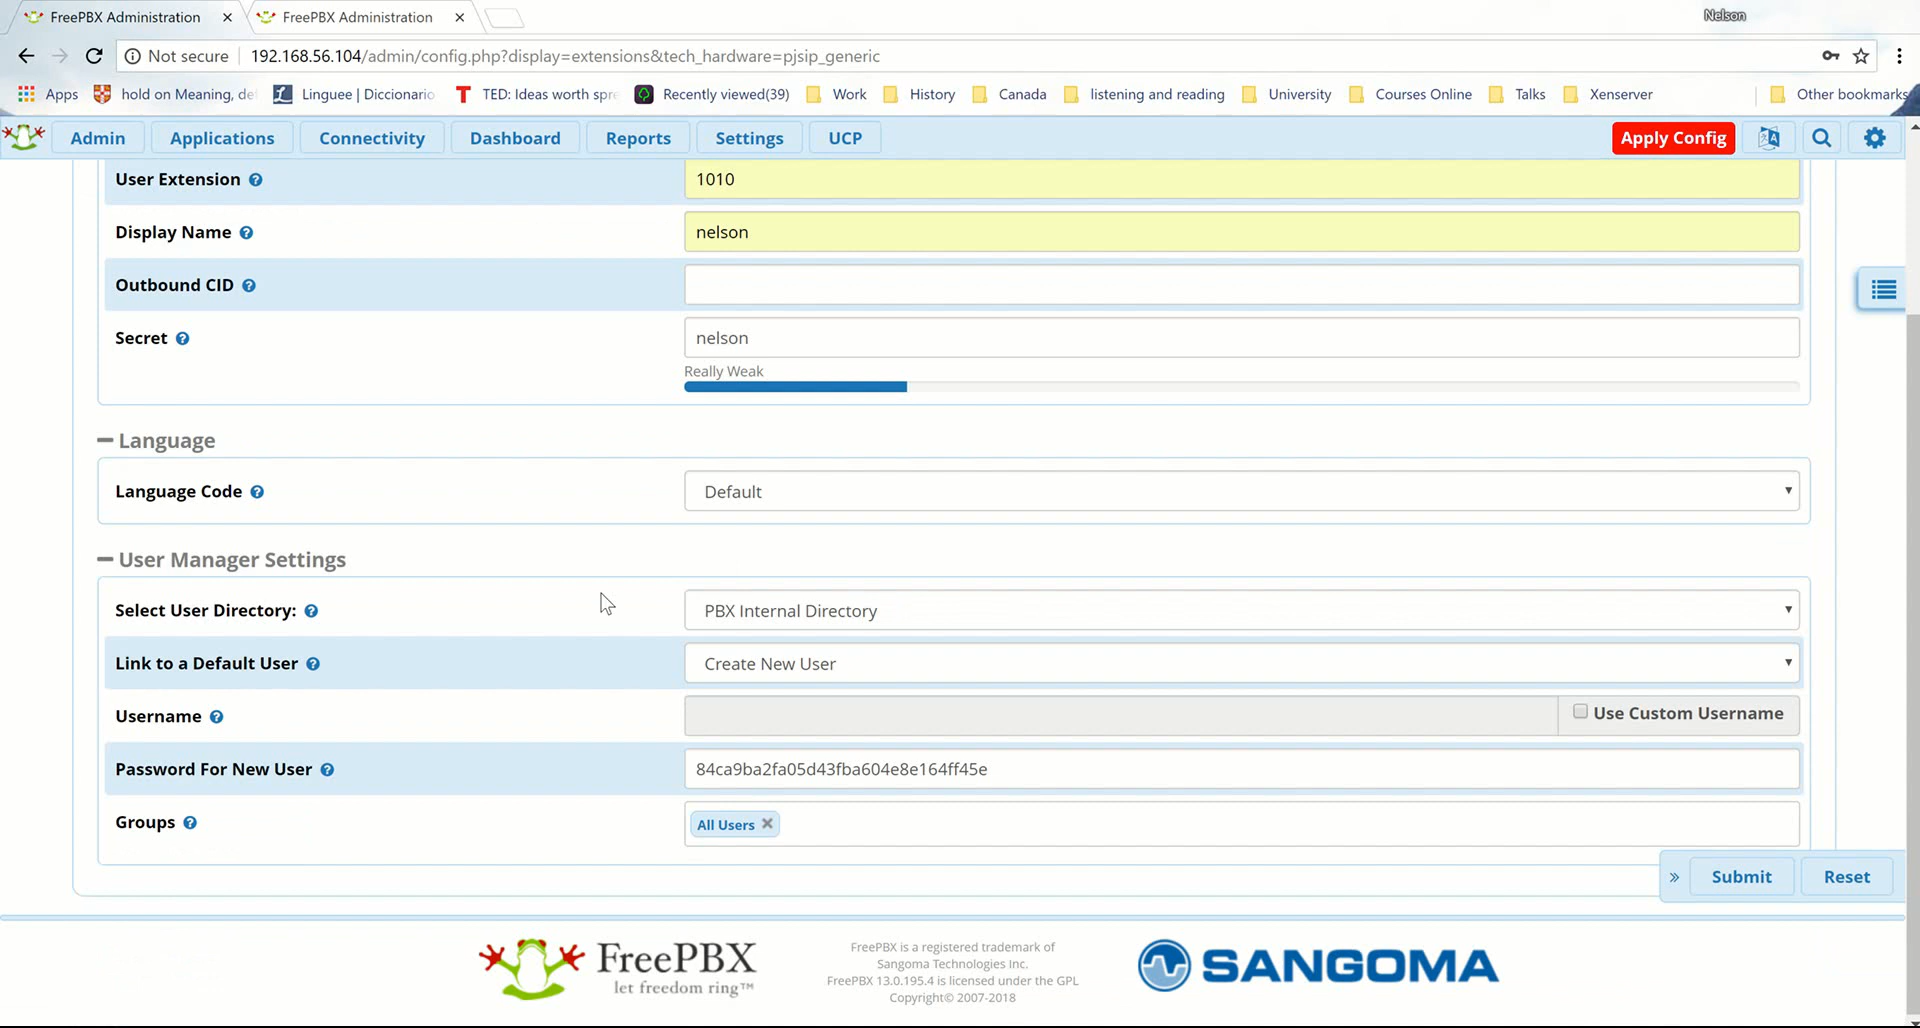 FreePBX Administration
FreePBX Administration
Nelson
Not secure
192.168.56.104/admin/config.php?display=extensions&tech_hardware=pjsip_generic
Apps
hold on Meaning, de
Linguee | Diccionario
TED: Ideas worth spre
Recently viewed(39)
Work
History
Canada
listening and reading
University
Courses Online
Talks
Xenserver
Other bookmarks
Admin
Applications
Connectivity
Dashboard
Reports
Settings
UCP
Apply Config
User Extension
1010
Display Name
nelson
Outbound CID
Secret
nelson
Really Weak
Language
Language Code
Default
User Manager Settings
Select User Directory:
PBX Internal Directory
Link to a Default User
Create New User
Username
Use Custom Username
Password For New User
84ca9ba2fa05d43fba604e8e164ff45e
Groups
All Users
» Submit Reset
FreePBX
let freedom ring™
FreePBX is a registered trademark of
Sangoma Technologies Inc.
FreePBX 13.0.195.4 is licensed under the GPL
Copyright© 2007-2018
SANGOMA